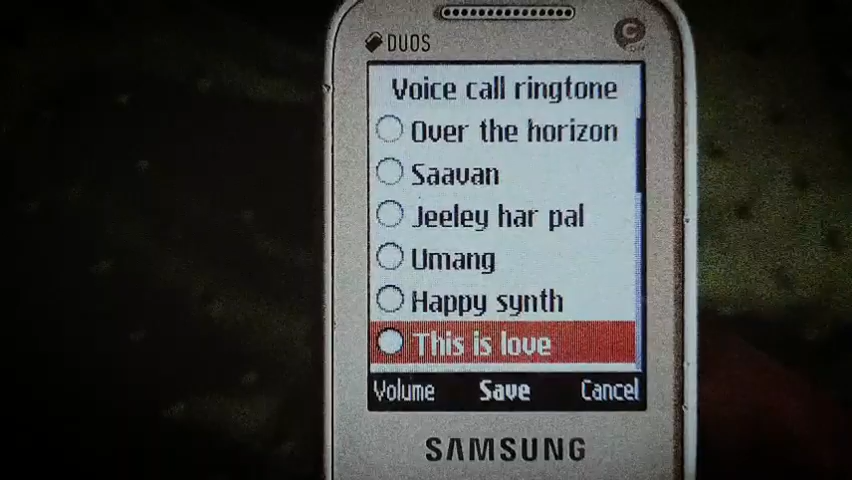 DUOS
Voice call ringtone
Over the horizon
Saavan
Jeeley har pal
Umang
Happy synth
This is love
Volume Save Cancel
SAMSUNG